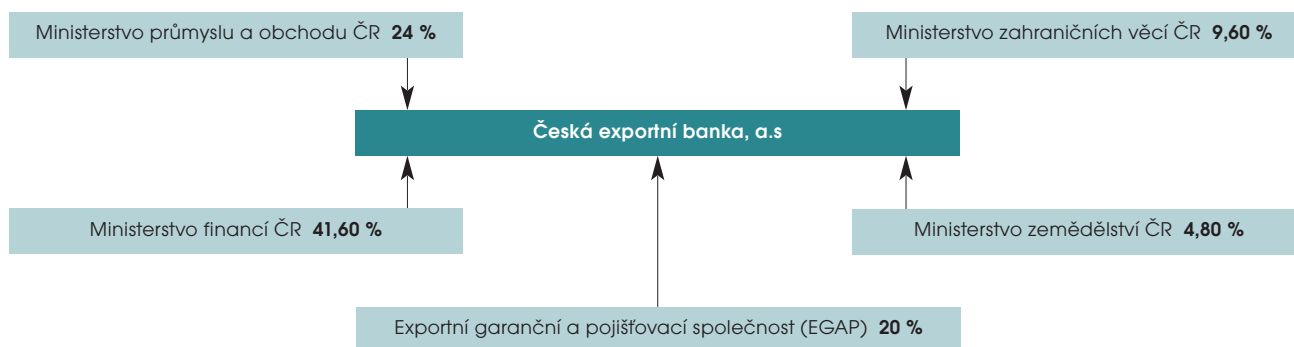 Ministerstvo průmyslu a obchodu ČR 24 %
Ministerstvo zahraničních věcí ČR 9,60 %
Česká exportní banka, a.s
Ministerstvo financí ČR 41,60 %
Ministerstvo zemědělství ČR 4,80 %
Exportní garanční a pojišťovací společnost (EGAP) 20 %